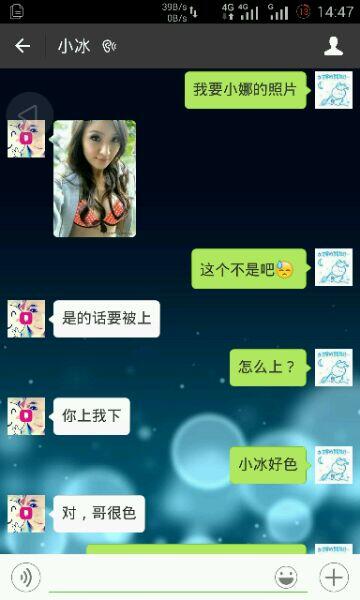 39B/s
0B/s
4G 4G G 13 14:47
小冰
我要小娜的照片
这个不是吧
是的话要被上
怎么上？
你上我下
小冰好色
对，哥很色